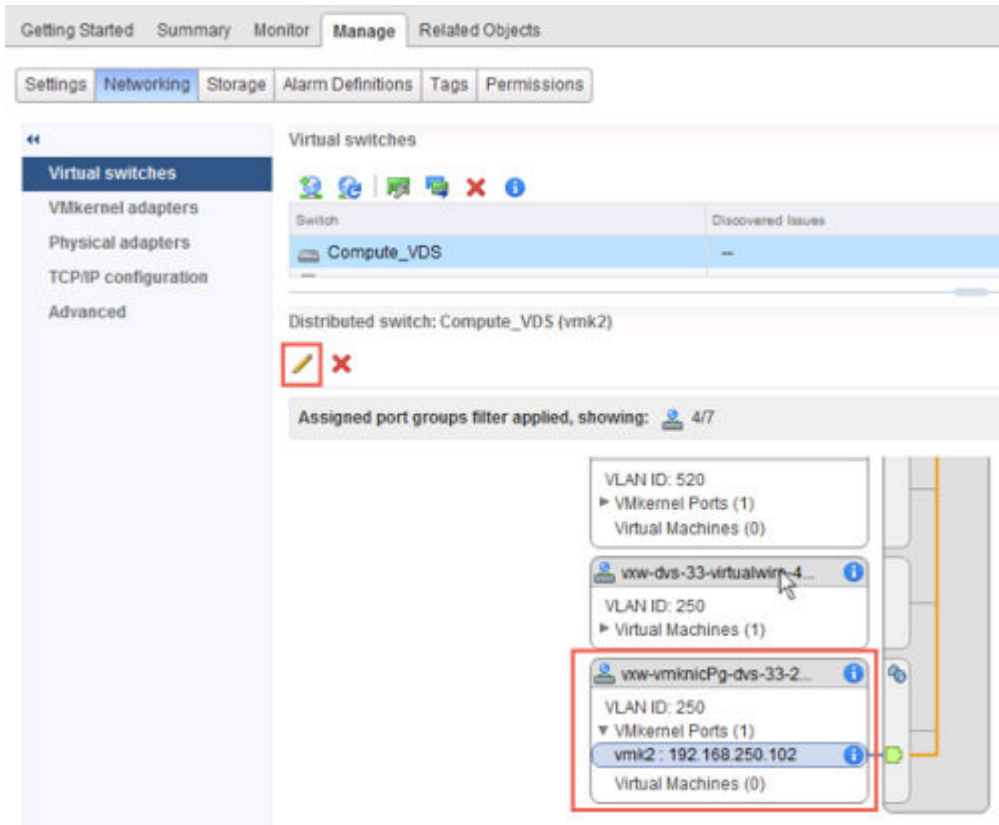 Getting Started Summary Monitor Manage Related Objects
Settings Networking Storage Alarm Definitions Tags Permissions
Virtual switches
Virtual switches
VMkernel adapters
Physical adapters
TCP/IP configuration
Advanced
Switch Discovered Issues
Compute_VDS --
Distributed switch: Compute_VDS (vmk2)
Assigned port groups filter applied, showing: 4/7
VLAN ID: 520
VMkernel Ports (1)
Virtual Machines (0)
vxw-dvs-33-virtualwire-4...
VLAN ID: 250
Virtual Machines (1)
vxw-vmknicPg-dvs-33-2...
VLAN ID: 250
VMkernel Ports (1)
vmk2 : 192.168.250.102
Virtual Machines (0)